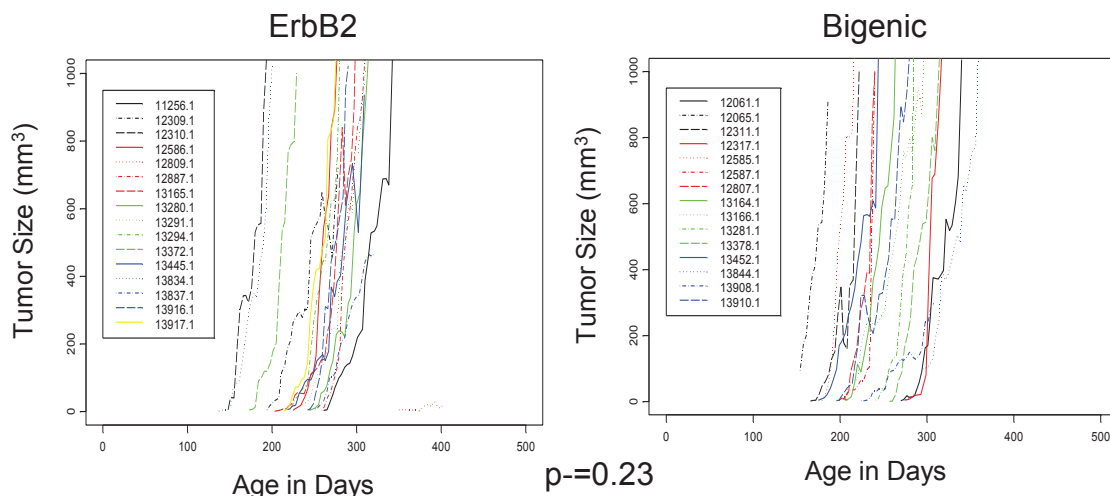 ErbB2
Tumor Size (mm³)
0 200 400 600 800 1000
11256.1
12309.1
12310.1
12586.1
12809.1
12887.1
13165.1
13280.1
13291.1
13294.1
13372.1
13445.1
13834.1
13837.1
13916.1
13917.1
0 100 200 300 400 500
Age in Days
Bigenic
Tumor Size (mm³)
0 200 400 600 800 1000
12061.1
12065.1
12311.1
12317.1
12585.1
12587.1
12807.1
13164.1
13166.1
13281.1
13378.1
13452.1
13844.1
13908.1
13910.1
0 100 200 300 400 500
Age in Days
p-=0.23